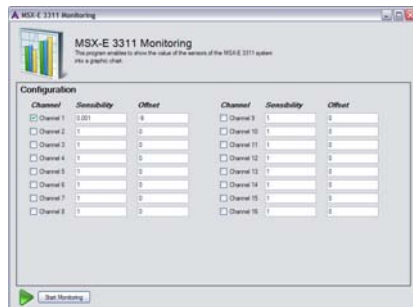 MSX-E 3311 Monitoring
MSX-E 3311 Monitoring
This program enables to show the value of the sensors of the MSX-E 3311 system
into a graphic chart.
Configuration
Channel Sensibility Offset Channel Sensibility Offset
Channel 1 0.001 -6 Channel 9 1 0
Channel 2 1 0 Channel 10 1 0
Channel 3 1 0 Channel 11 1 0
Channel 4 1 0 Channel 12 1 0
Channel 5 1 0 Channel 13 1 0
Channel 6 1 0 Channel 14 1 0
Channel 7 1 0 Channel 15 1 0
Channel 8 1 0 Channel 16 1 0
Start Monitoring